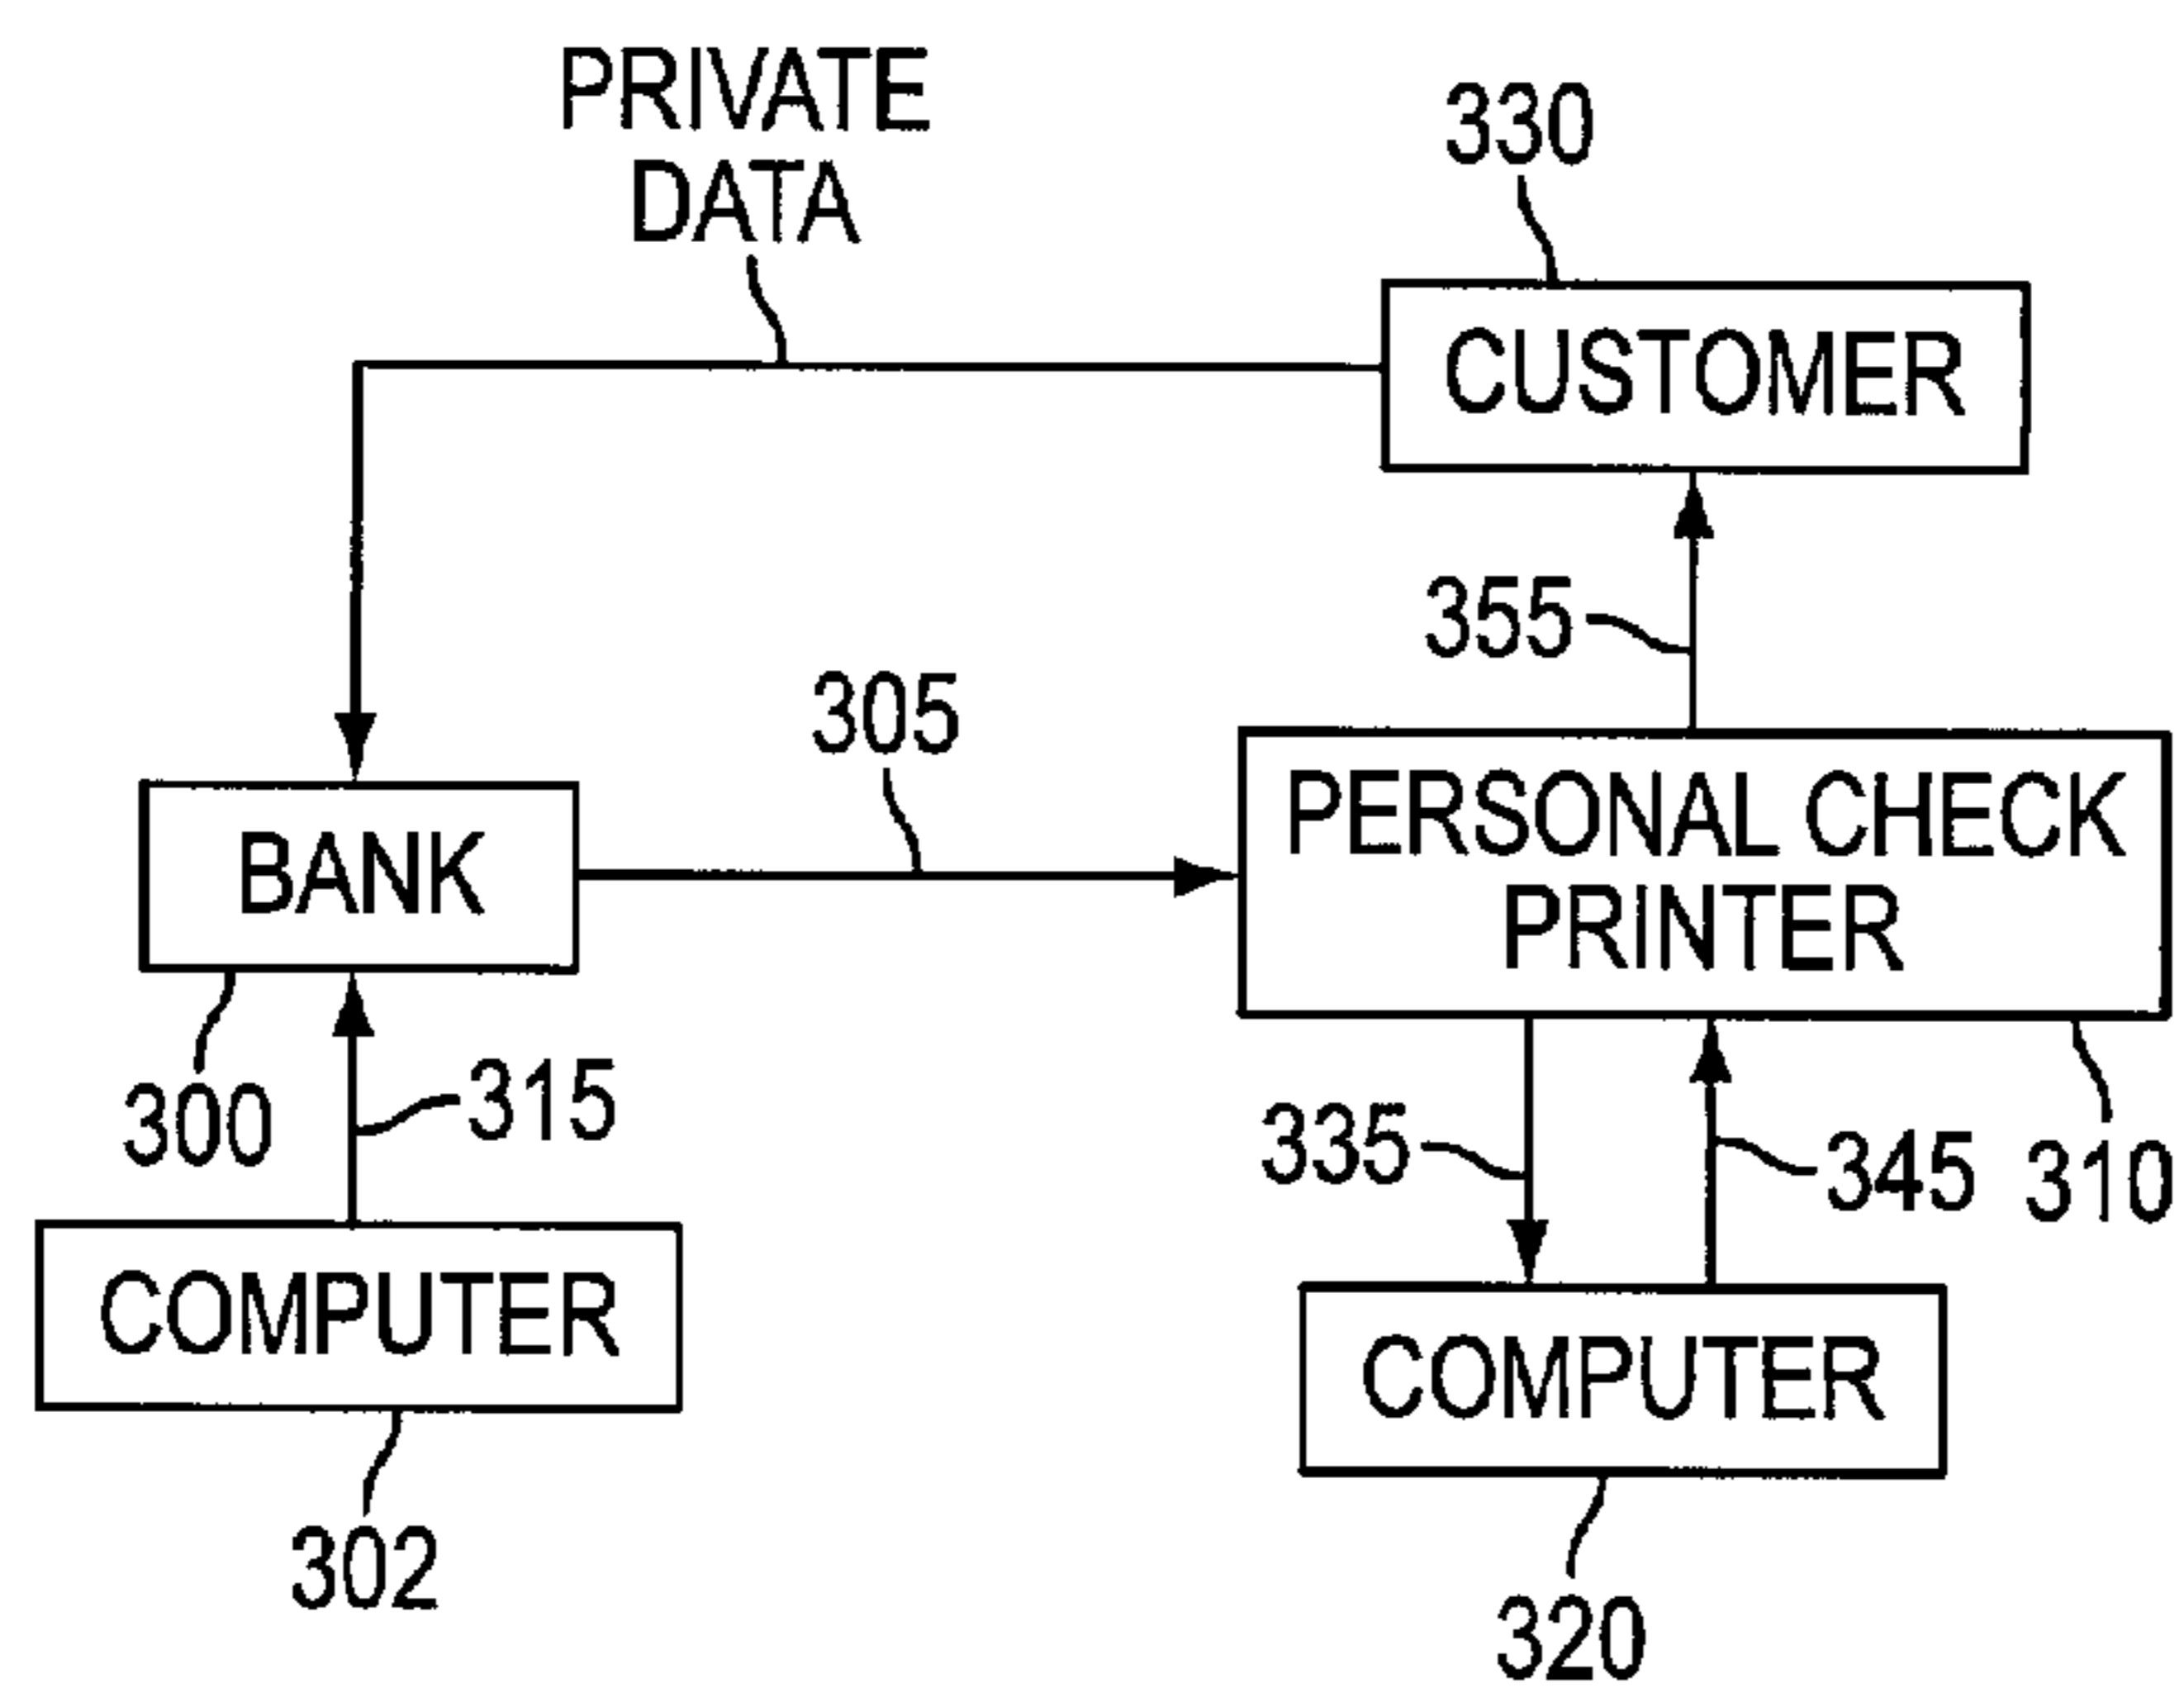 PRIVATE
DATA
330
CUSTOMER
355
305
PERSONAL CHECK
PRINTER
BANK
300
315
335
345
310
COMPUTER
COMPUTER
302
320